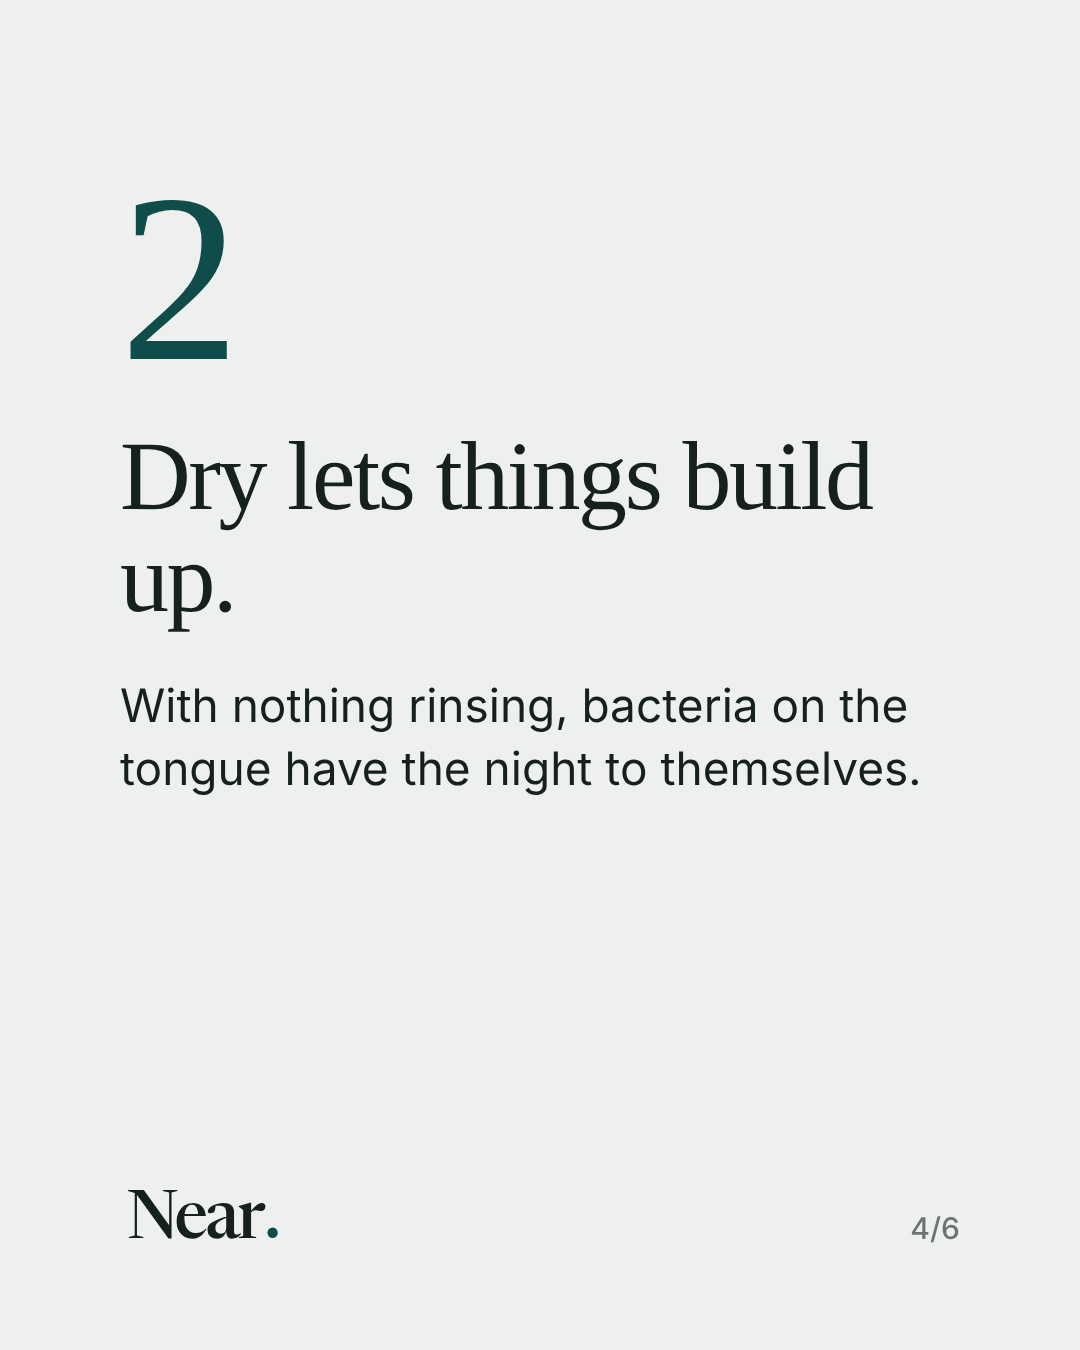 2
Dry lets things build
up.
With nothing rinsing, bacteria on the
tongue have the night to themselves.
Near.
4/6